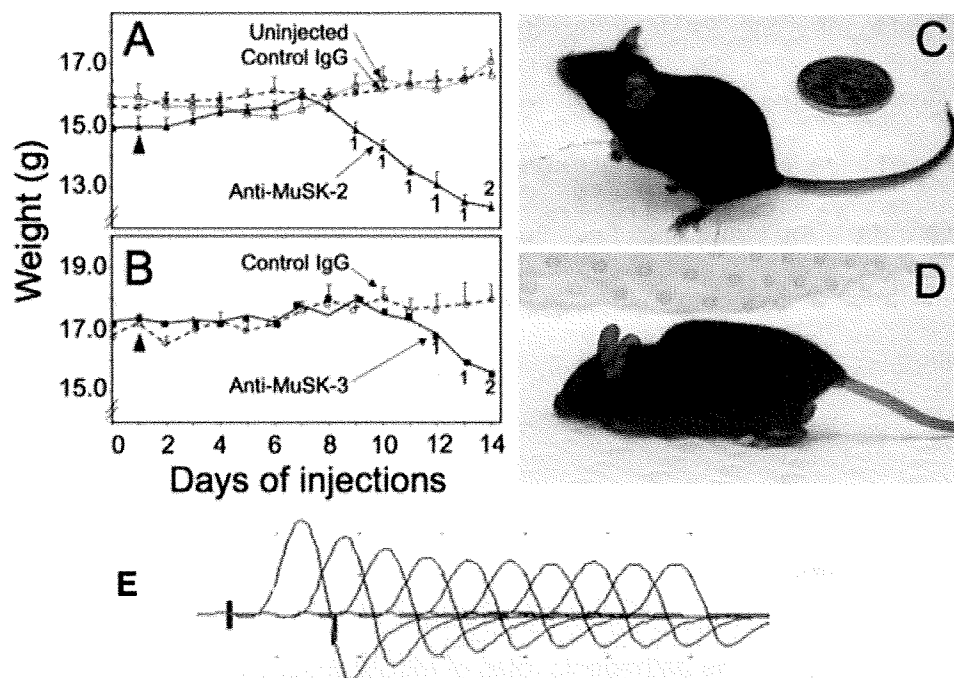 A
Uninjected
Control IgG
17.0
15.0
13.0
Anti-MuSK-2
1
1
1
1
1
2
Weight (g)
B
Control IgG
19.0
17.0
15.0
Anti-MuSK-3
1
1
2
0 2 4 6 8 10 12 14
Days of injections
C
D
E